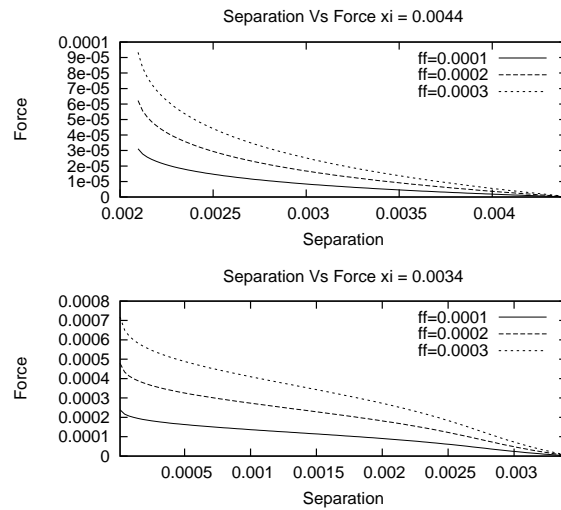 Separation Vs Force xi = 0.0044
0.0001
9e-05
8e-05
7e-05
6e-05
5e-05
4e-05
3e-05
2e-05
1e-05
0
Force
ff=0.0001
ff=0.0002
ff=0.0003
0.002 0.0025 0.003 0.0035 0.004
Separation
Separation Vs Force xi = 0.0034
0.0008
0.0007
0.0006
0.0005
0.0004
0.0003
0.0002
0.0001
0
Force
ff=0.0001
ff=0.0002
ff=0.0003
0.0005 0.001 0.0015 0.002 0.0025 0.003
Separation